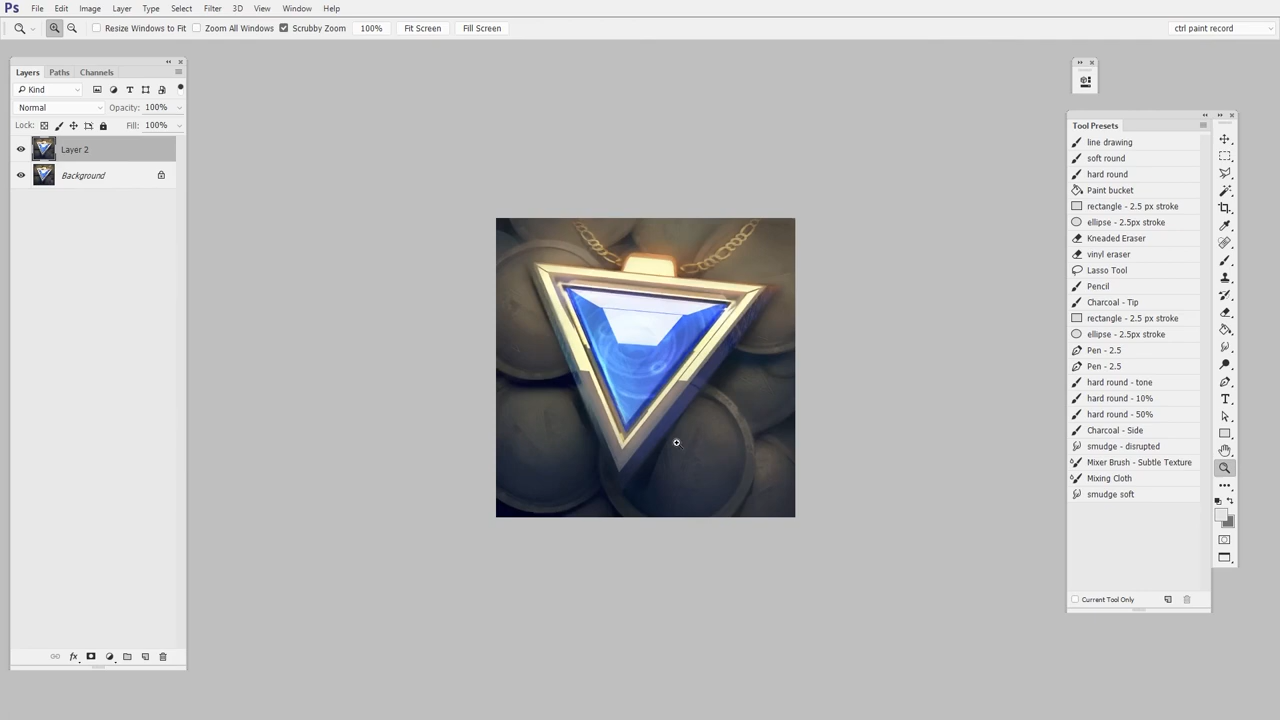 Ps File Edit Image Layer Type Select Filter 3D View Window Help
Resize Windows to Fit Zoom All Windows Scrubby Zoom 100% Fit Screen Fill Screen ctrl paint record
Layers Paths Channels
Kind
Normal Opacity: 100%
Lock: Fill: 100%
Layer 2
Background
Tool Presets
line drawing
soft round
hard round
Paint bucket
rectangle - 2.5 px stroke
ellipse - 2.5px stroke
Kneaded Eraser
vinyl eraser
Lasso Tool
Pencil
Charcoal - Tip
rectangle - 2.5 px stroke
ellipse - 2.5px stroke
Pen - 2.5
Pen - 2.5
hard round - tone
hard round - 10%
hard round - 50%
Charcoal - Side
smudge - disrupted
Mixer Brush - Subtle Texture
Mixing Cloth
smudge soft
Current Tool Only